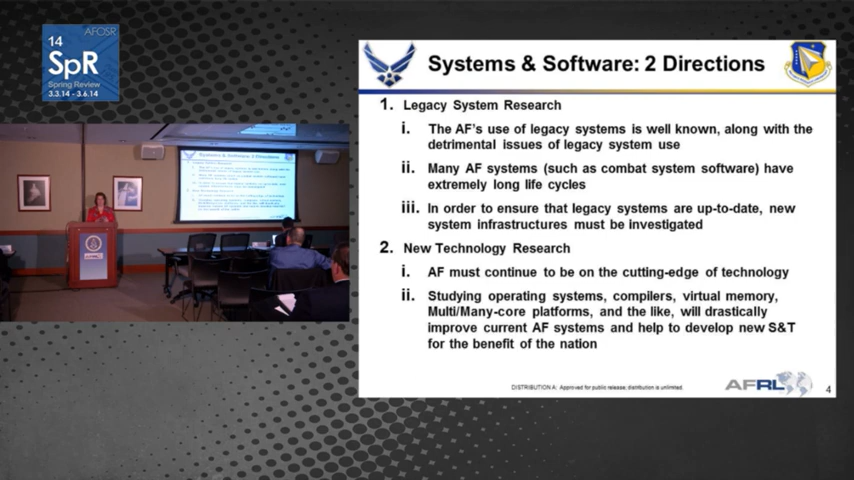 AFOSR
14
SpR
Spring Review
3.3.14 - 3.6.14
Systems & Software: 2 Directions
1. Legacy System Research
i. The AF's use of legacy systems is well known, along with the
detrimental issues of legacy system use
ii. Many AF systems (such as combat system software) have
extremely long life cycles
iii. In order to ensure that legacy systems are up-to-date, new
system infrastructures must be investigated
2. New Technology Research
i. AF must continue to be on the cutting-edge of technology
ii. Studying operating systems, compilers, virtual memory,
Multi/Many-core platforms, and the like, will drastically
improve current AF systems and help to develop new S&T
for the benefit of the nation
DISTRIBUTION A: Approved for public release; distribution is unlimited.
AFRL
4
Systems & Software: 2 Directions